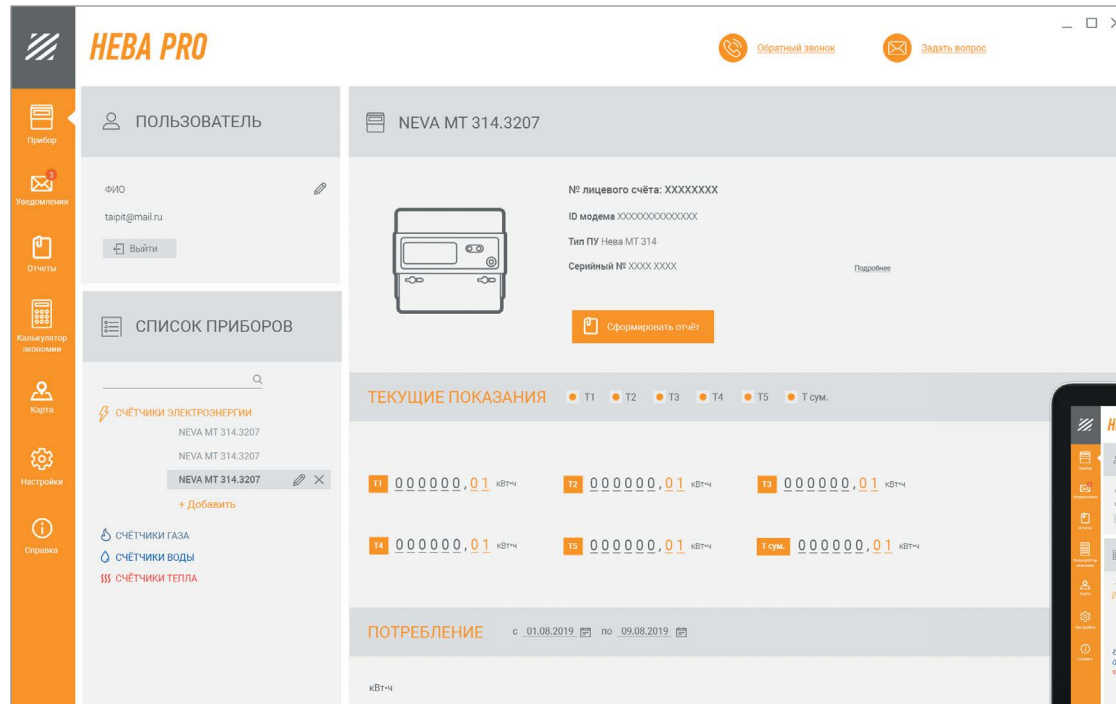 НЕВА PRO
Обратный звонок
Задать вопрос
Прибор
3
Уведомления
Отчеты
Калькулятор
экономии
Карта
Настройки
Справка
ПОЛЬЗОВАТЕЛЬ
ФИО
taipit@mail.ru
Выйти
СПИСОК ПРИБОРОВ
СЧЁТЧИКИ ЭЛЕКТРОЭНЕРГИИ
NEVA MT 314.3207
NEVA MT 314.3207
NEVA MT 314.3207
+ Добавить
СЧЁТЧИКИ ГАЗА
СЧЁТЧИКИ ВОДЫ
СЧЁТЧИКИ ТЕПЛА
NEVA MT 314.3207
№ лицевого счёта: XXXXXXXX
ID модема XXXXXXXXXXXXXX
Тип ПУ Нева МТ 314
Серийный № XXXX XXXX
Подробнее
Сформировать отчёт
ТЕКУЩИЕ ПОКАЗАНИЯ T1 T2 T3 T4 T5 T сум.
T1 000000,01 кВт•ч T2 000000,01 кВт•ч T3 000000,01 кВт•ч
T4 000000,01 кВт•ч T5 000000,01 кВт•ч T сум. 000000,01 кВт•ч
ПОТРЕБЛЕНИЕ с 01.08.2019 по 09.08.2019
кВт•ч